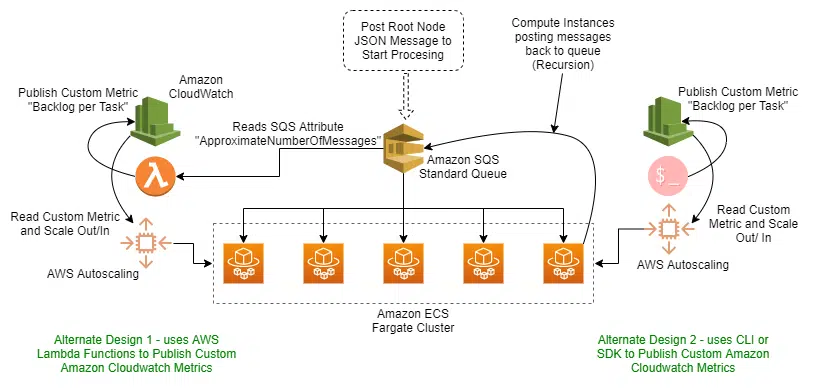 Post Root Node
JSON Message to
Start Procesing
Compute Instances
posting messages
back to queue
(Recursion)
Publish Custom Metric
"Backlog per Task"
Amazon
CloudWatch
Reads SQS Attribute
"ApproximateNumberOfMessages"
Amazon SQS
Standard Queue
Publish Custom Metric
"Backlog per Task"
$_
Read Custom Metric
and Scale Out/In
AWS Autoscaling
Read Custom
Metric and Scale
Out/ In
AWS Autoscaling
Amazon ECS
Fargate Cluster
Alternate Design 1 - uses AWS
Lambda Functions to Publish Custom
Amazon Cloudwatch Metrics
Alternate Design 2 - uses CLI or
SDK to Publish Custom Amazon
Cloudwatch Metrics